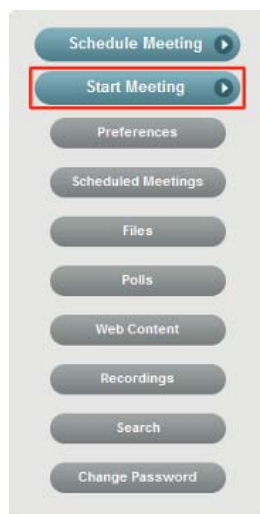 Schedule Meeting
Start Meeting
Preferences
Scheduled Meetings
Files
Polls
Web Content
Recordings
Search
Change Password